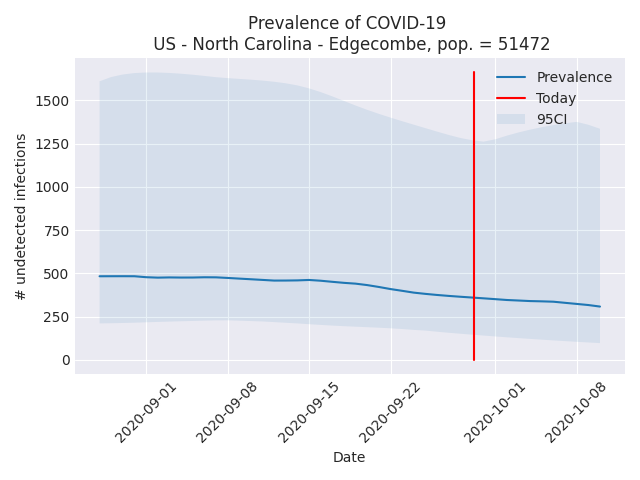 Prevalence of COVID-19
US - North Carolina - Edgecombe, pop. = 51472
Prevalence
Today
95CI
1500
1250
1000
750
500
250
0
# undetected infections
2020-09-01
2020-09-08
2020-09-15
2020-09-22
2020-10-01
2020-10-08
Date